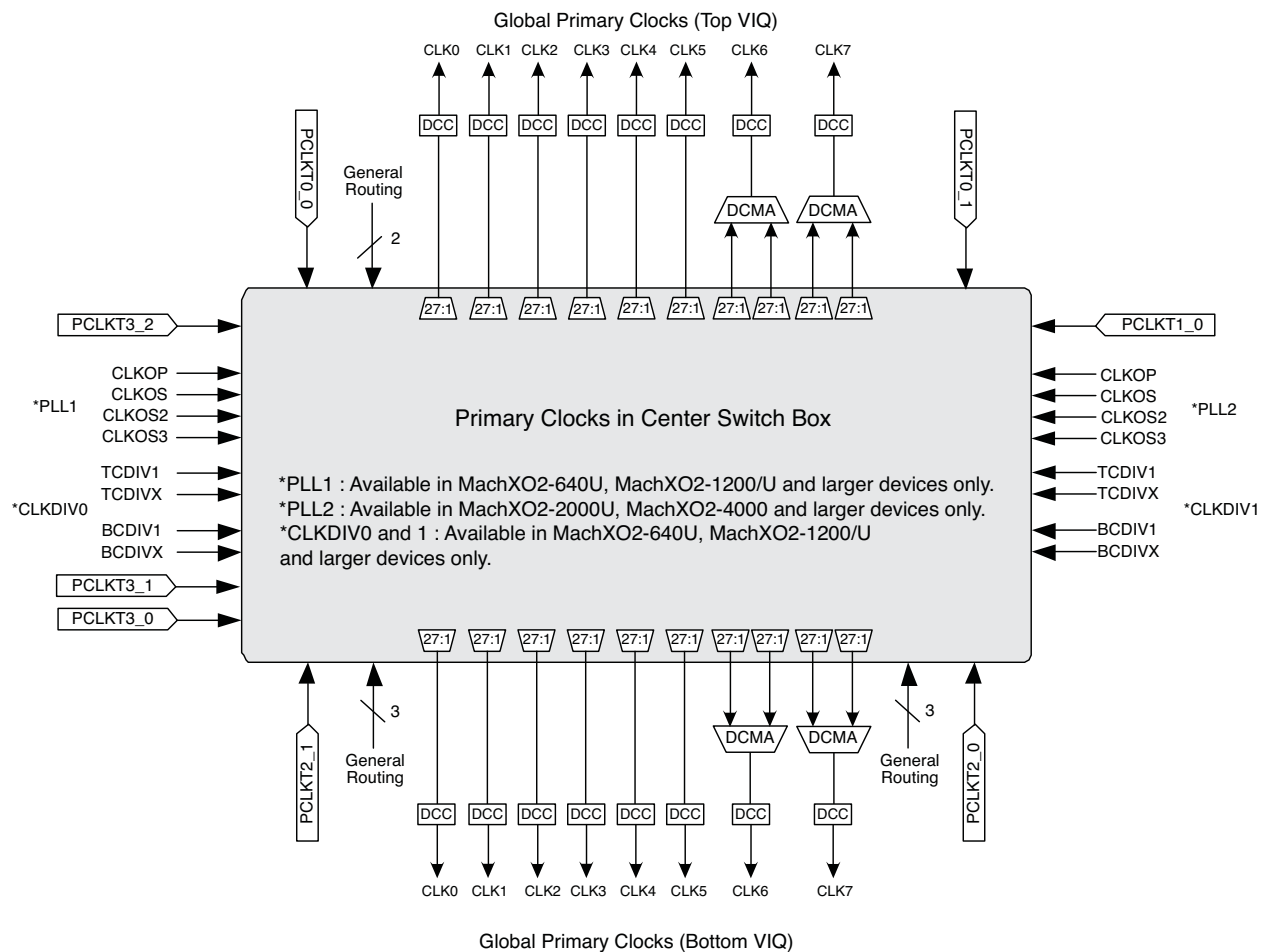 Global Primary Clocks (Top VIQ)
CLK0 CLK1 CLK2 CLK3 CLK4 CLK5 CLK6 CLK7
DCC DCC DCC DCC DCC DCC DCC DCC
PCLKT0_0
General
Routing
2
DCMA DCMA
PCLKT0_1
27:1 27:1 27:1 27:1 27:1 27:1 27:1 27:1 27:1 27:1
PCLKT3_2
PCLKT1_0
*PLL1
CLKOP
CLKOS
CLKOS2
CLKOS3
*CLKDIV0
TCDIV1
TCDIVX
BCDIV1
BCDIVX
PCLKT3_1
PCLKT3_0
Primary Clocks in Center Switch Box
*PLL1 : Available in MachXO2-640U, MachXO2-1200/U and larger devices only.
*PLL2 : Available in MachXO2-2000U, MachXO2-4000 and larger devices only.
*CLKDIV0 and 1 : Available in MachXO2-640U, MachXO2-1200/U
and larger devices only.
CLKOP
CLKOS
CLKOS2
CLKOS3
*PLL2
TCDIV1
TCDIVX
BCDIV1
BCDIVX
*CLKDIV1
27:1 27:1 27:1 27:1 27:1 27:1 27:1 27:1 27:1 27:1
PCLKT2_1
3
General
Routing
DCMA DCMA
3
General
Routing
PCLKT2_0
DCC DCC DCC DCC DCC DCC DCC DCC
CLK0 CLK1 CLK2 CLK3 CLK4 CLK5 CLK6 CLK7
Global Primary Clocks (Bottom VIQ)